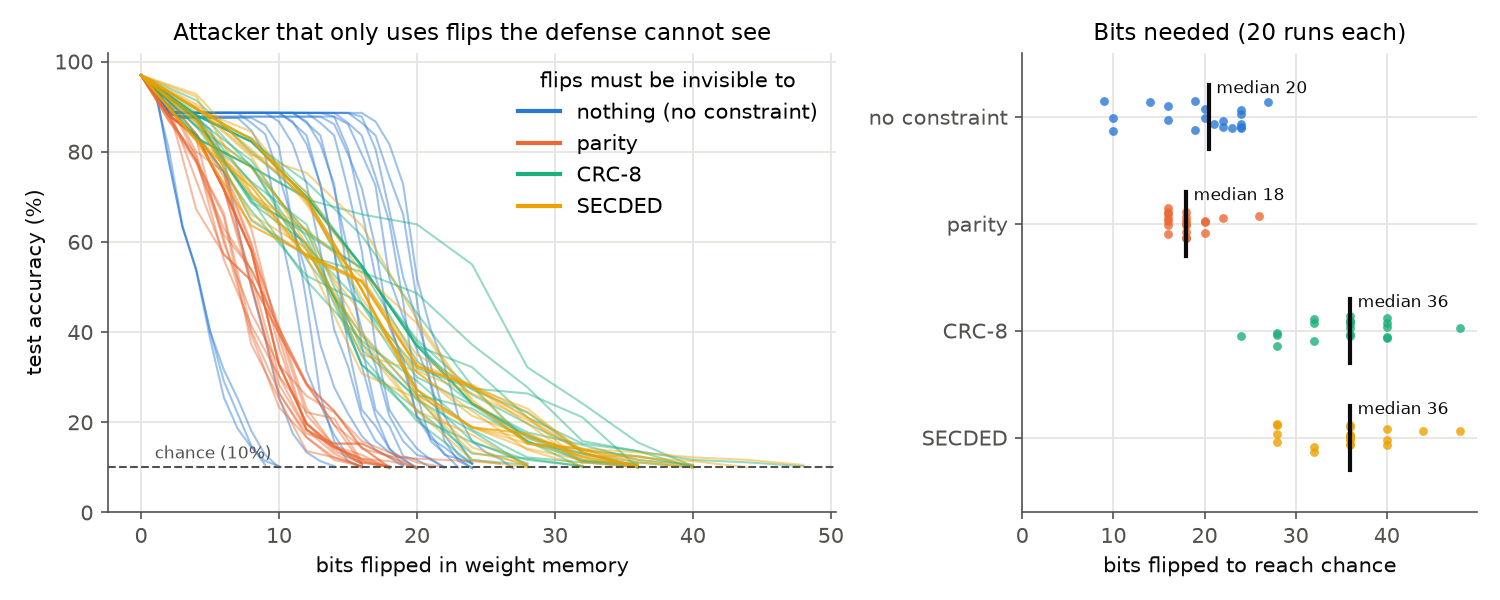 Attacker that only uses flips the defense cannot see
test accuracy (%)
100
80
60
40
20
0
flips must be invisible to
nothing (no constraint)
parity
CRC-8
SECDED
chance (10%)
0 10 20 30 40 50
bits flipped in weight memory
Bits needed (20 runs each)
no constraint
median 20
parity
median 18
CRC-8
median 36
SECDED
median 36
0 10 20 30 40
bits flipped to reach chance